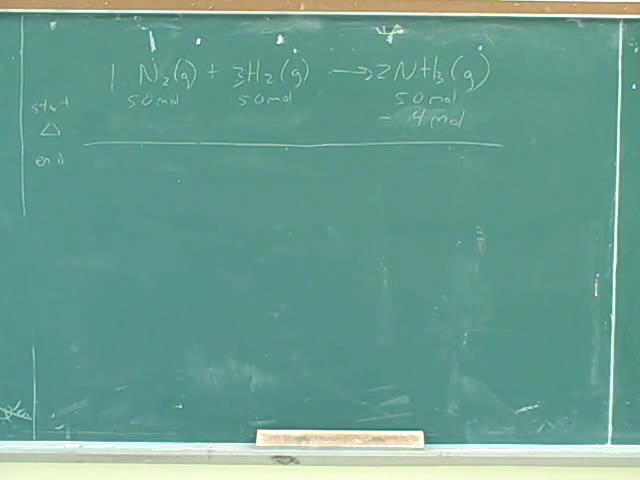 1 N₂(g) + 3H₂(g) → 2NH₃(g)
start 50 mol 50 mol 50 mol
△ - 4 mol
end